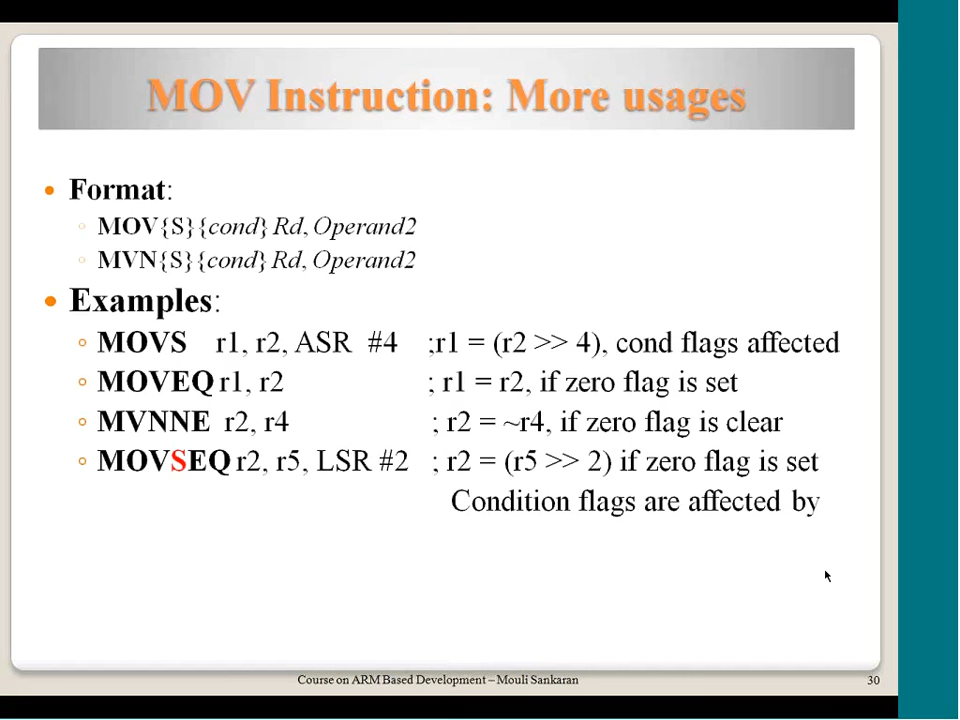 MOV Instruction: More usages
Format:
MOV{S}{cond} Rd, Operand2
MVN{S}{cond} Rd, Operand2
Examples:
MOVS r1, r2, ASR #4 ;r1 = (r2 >> 4), cond flags affected
MOVEQ r1, r2 ; r1 = r2, if zero flag is set
MVNNE r2, r4 ; r2 = ~r4, if zero flag is clear
MOVSEQ r2, r5, LSR #2 ; r2 = (r5 >> 2) if zero flag is set
Condition flags are affected by
Course on ARM Based Development – Mouli Sankaran 30